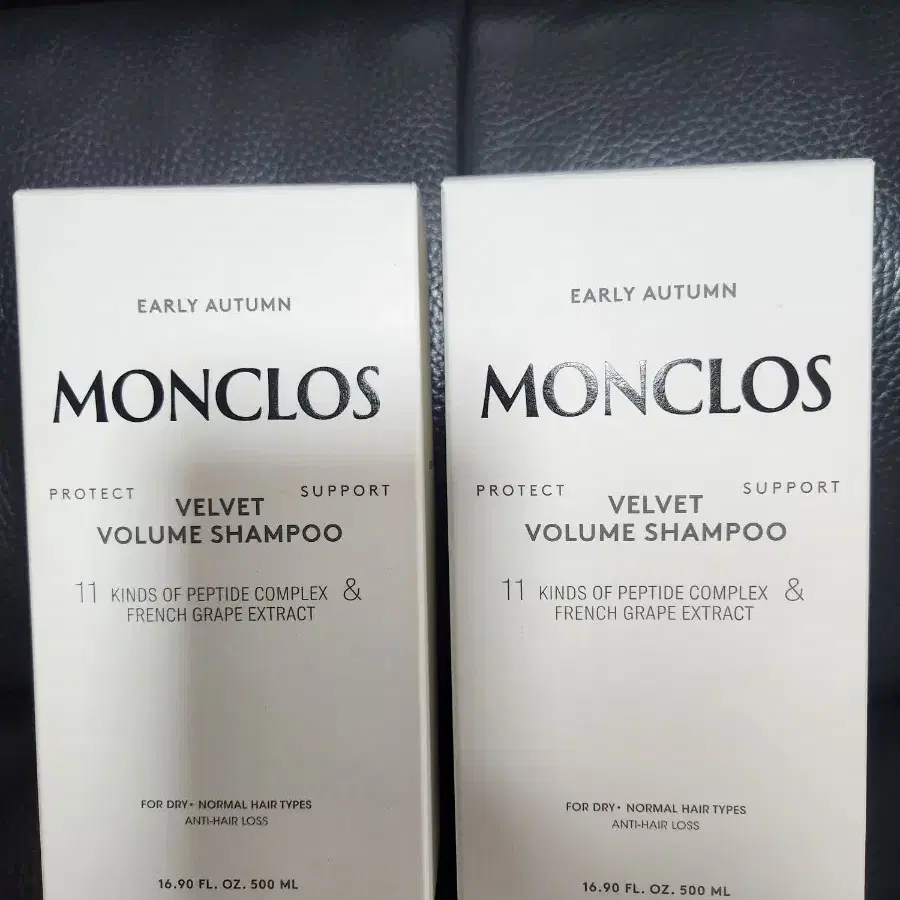 EARLY AUTUMN
MONCLOS
PROTECT SUPPORT
VELVET
VOLUME SHAMPOO
11 KINDS OF PEPTIDE COMPLEX &
FRENCH GRAPE EXTRACT
FOR DRY• NORMAL HAIR TYPES
ANTI-HAIR LOSS
16.90 FL. OZ. 500 ML
EARLY AUTUMN
MONCLOS
PROTECT SUPPORT
VELVET
VOLUME SHAMPOO
11 KINDS OF PEPTIDE COMPLEX &
FRENCH GRAPE EXTRACT
FOR DRY• NORMAL HAIR TYPES
ANTI-HAIR LOSS
16.90 FL. OZ. 500 ML